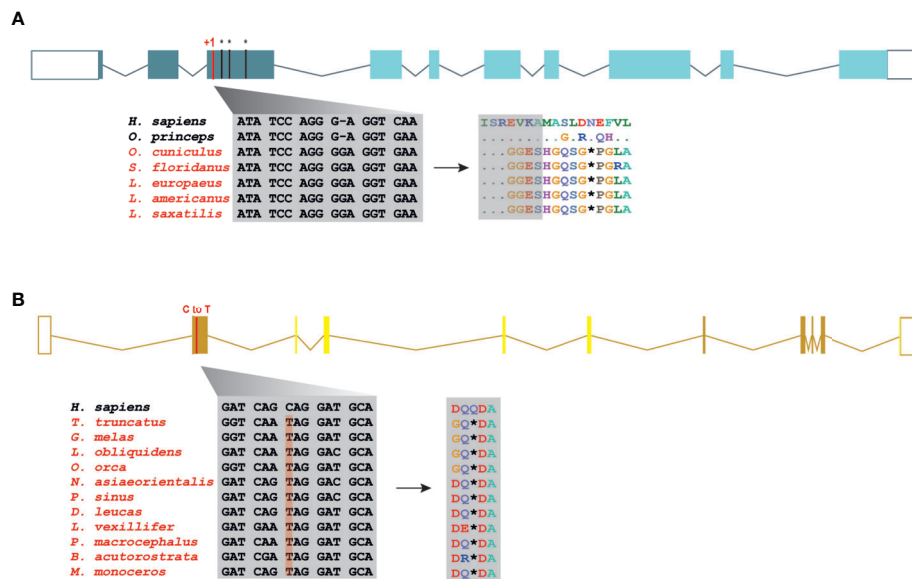 A
+1
* * *
H. sapiens ATA TCC AGG G-A GGT CAA ISREVKAMASLDNEFVL
O. princeps ATA TCC AGG G-A GGT CAA .........G.R.QH..
O. cuniculus ATA TCC AGG GGA GGT GAA ...GGESHGQSG*PGLA
S. floridanus ATA TCC AGG GGA GGT GAA ...GGESHGQSG*PGRA
L. europaeus ATA TCC AGG GGA GGT GAA ...GGESHGQSG*PGLA
L. americanus ATA TCC AGG GGA GGT GAA ...GGESHGQSG*PGLA
L. saxatilis ATA TCC AGG GGA GGT GAA ...GGESHGQSG*PGLA
B
C to T
H. sapiens GAT CAG CAG GAT GCA DQQDA
T. truncatus GGT CAA TAG GAT GCA GQ*DA
G. melas GGT CAA TAG GAT GCA GQ*DA
L. obliquidens GGT CAA TAG GAC GCA GQ*DA
O. orca GGT CAA TAG GAT GCA GQ*DA
N. asiaeorientalis GAT CAG TAG GAT GCA DQ*DA
P. sinus GAT CAG TAG GAT GCA DQ*DA
D. leucas GAT CAG TAG GAT GCA DQ*DA
L. vexillifer GAT GAA TAG GAT GCA DE*DA
P. macrocephalus GAT CAA TAG GAT GCA DQ*DA
B. acutorostrata GAT CGA TAG GAT GCA DR*DA
M. monoceros GAT CAG TAG GAT GCA DQ*DA